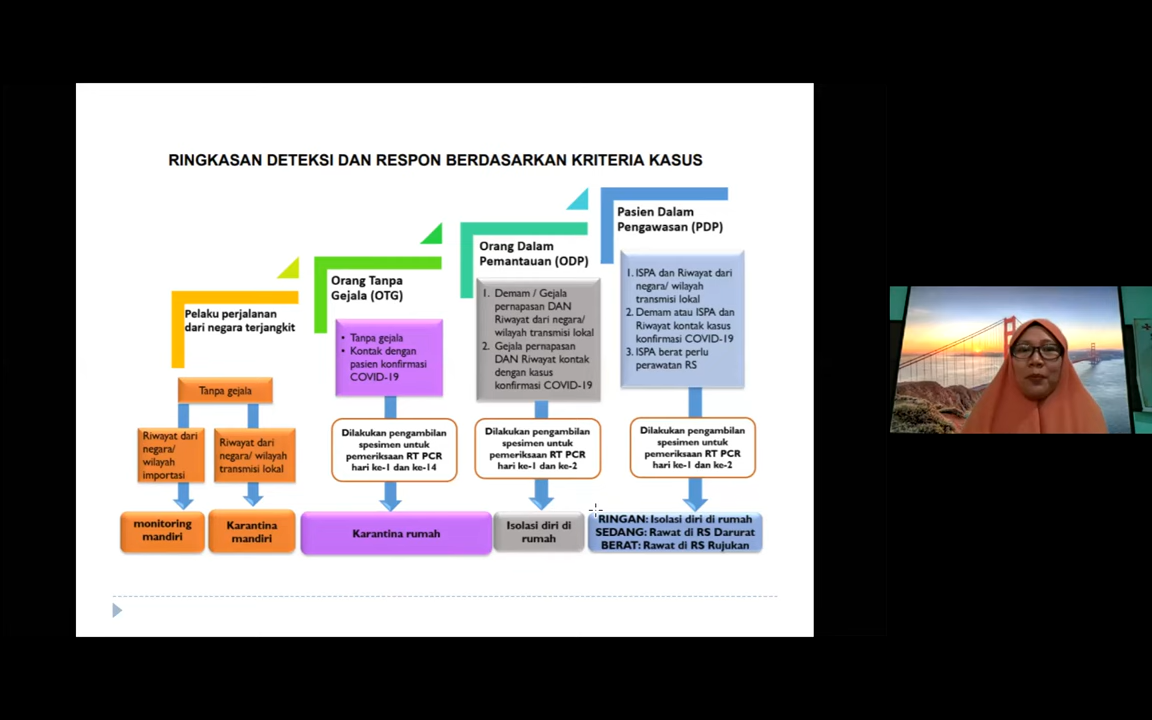 RINGKASAN DETEKSI DAN RESPON BERDASARKAN KRITERIA KASUS
Pelaku perjalanan
dari negara terjangkit
Tanpa gejala
Riwayat dari
negara/
wilayah
importasi
Riwayat dari
negara/ wilayah
transmisi lokal
monitoring
mandiri
Karantina
mandiri
Orang Tanpa
Gejala (OTG)
• Tanpa gejala
• Kontak dengan
pasien konfirmasi
COVID-19
Dilakukan pengambilan
spesimen untuk
pemeriksaan RT PCR
hari ke-1 dan ke-14
Karantina rumah
Orang Dalam
Pemantauan (ODP)
1. Demam / Gejala
pernapasan DAN
Riwayat dari negara/
wilayah transmisi lokal
2. Gejala pernapasan
DAN Riwayat kontak
dengan kasus
konfirmasi COVID-19
Dilakukan pengambilan
spesimen untuk
pemeriksaan RT PCR
hari ke-1 dan ke-2
Isolasi diri di
rumah
Pasien Dalam
Pengawasan (PDP)
1. ISPA dan Riwayat dari
negara/ wilayah
transmisi lokal
2. Demam atau ISPA dan
Riwayat kontak kasus
konfirmasi COVID-19
3. ISPA berat perlu
perawatan RS
Dilakukan pengambilan
spesimen untuk
pemeriksaan RT PCR
hari ke-1 dan ke-2
RINGAN: Isolasi diri di rumah
SEDANG: Rawat di RS Darurat
BERAT: Rawat di RS Rujukan